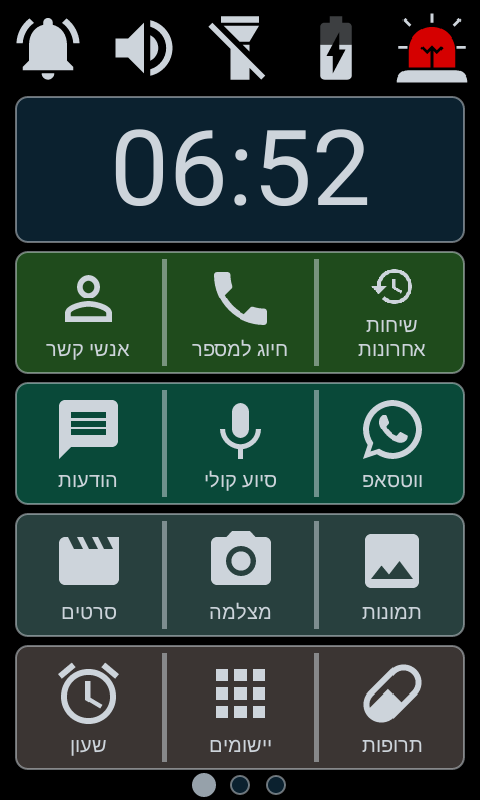 06:52
שיחות
אחרונות
חיוג למספר
אנשי קשר
ווטסאפ
סיוע קולי
הודעות
תמונות
מצלמה
סרטים
תרופות
יישומים
שעון